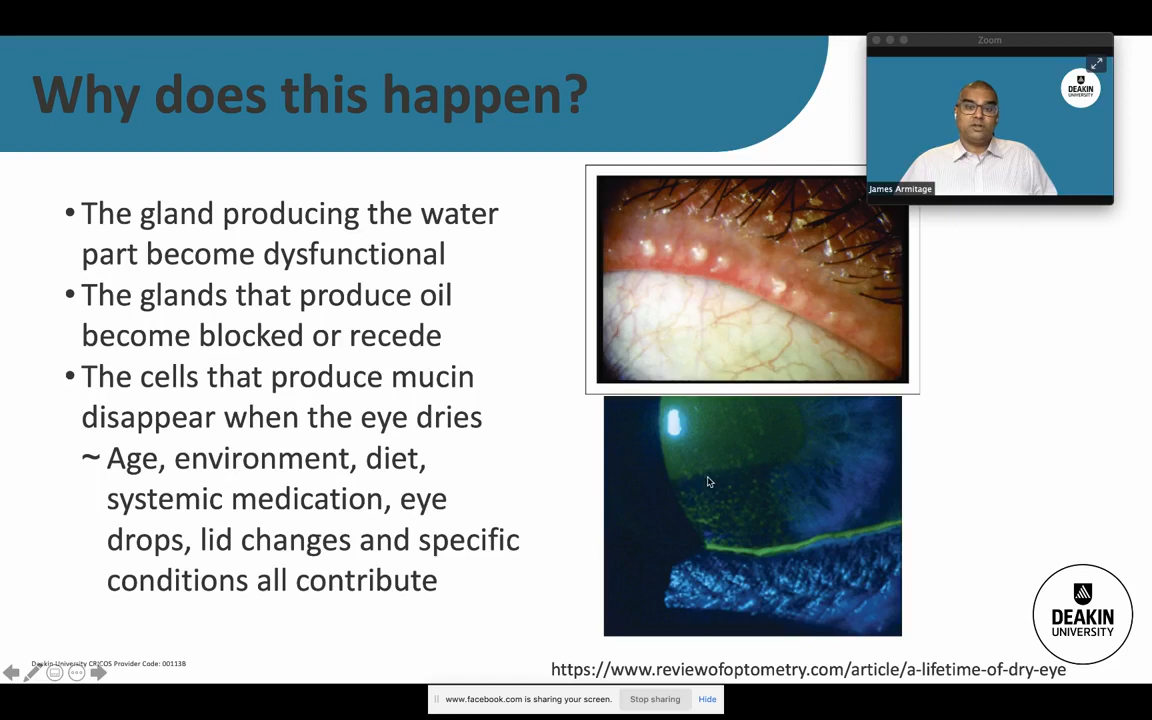 Zoom
Why does this happen?
DEAKIN
UNIVERSITY
James Armitage
• The gland producing the water
part become dysfunctional
• The glands that produce oil
become blocked or recede
• The cells that produce mucin
disappear when the eye dries
~ Age, environment, diet,
systemic medication, eye
drops, lid changes and specific
conditions all contribute
DEAKIN
UNIVERSITY
Deakin University CRICOS Provider Code: 00113B
https://www.reviewofoptometry.com/article/a-lifetime-of-dry-eye
www.facebook.com is sharing your screen. Stop sharing Hide